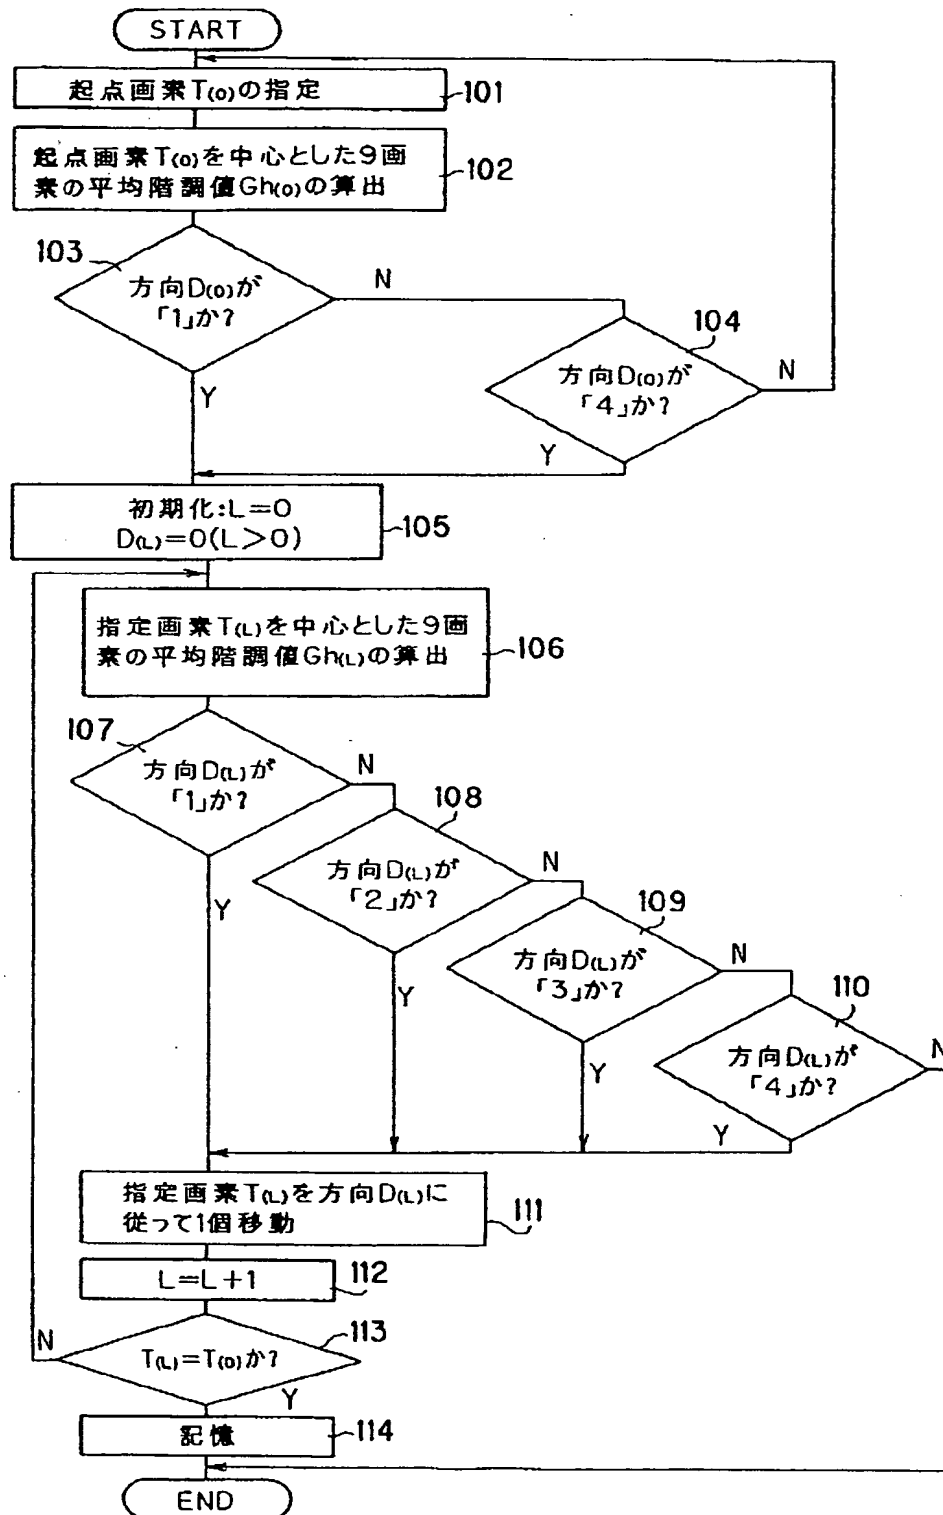 START
起点画素T(0)の指定
101
起点画素T(0)を中心とした9画
素の平均階調値Gh(0)の算出
102
103
方向D(0)が
「1」か?
N
Y
104
方向D(0)が
「4」か?
N
Y
初期化:L=0
D(L)=0(L>0)
105
指定画素T(L)を中心とした9画
素の平均階調値Gh(L)の算出
106
107
方向D(L)が
「1」か?
N
Y
108
方向D(L)が
「2」か?
N
Y
109
方向D(L)が
「3」か?
N
Y
110
方向D(L)が
「4」か?
N
Y
指定画素T(L)を方向D(L)に
従って1個移動
111
L=L+1
112
113
T(L)=T(0)か?
N
Y
記憶
114
END